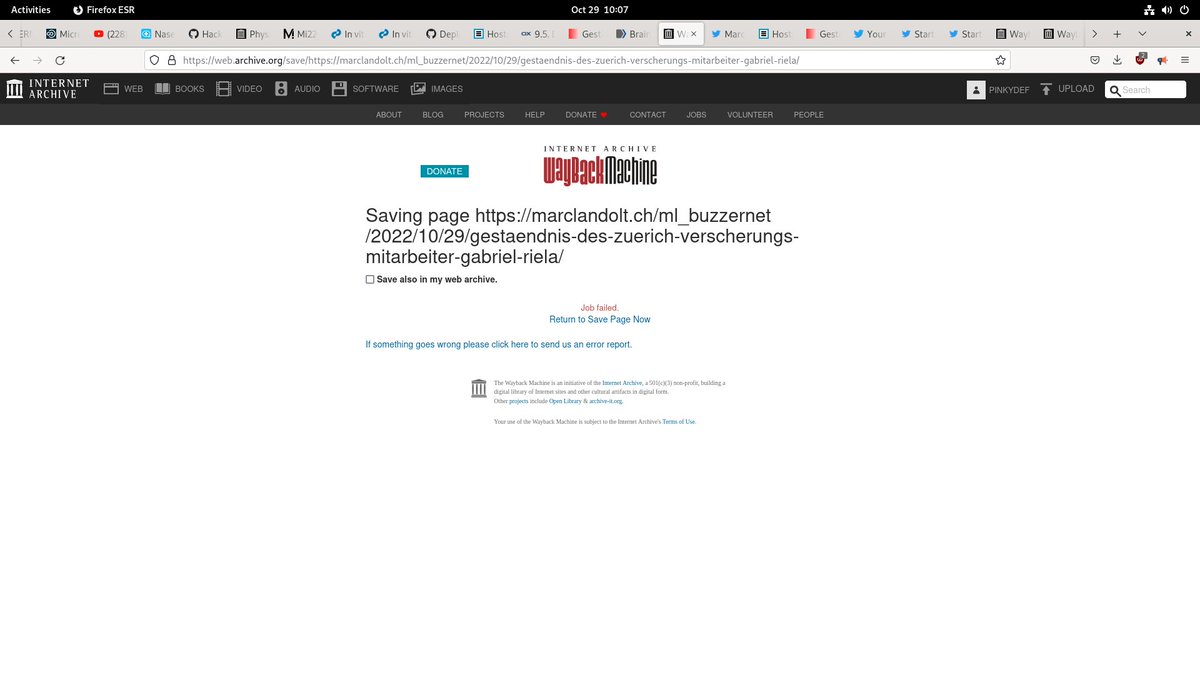 Activities Firefox ESR Oct 29 10:07
Micr (228 Nase Hack Phys Mi22 In vit In vit Depl Host 9.5. Gest Brain W Marc Host Gest Your Start Start Way Way
https://web.archive.org/save/https://marclandolt.ch/ml_buzzernet/2022/10/29/gestaendnis-des-zuerich-verscherungs-mitarbeiter-gabriel-riela/
INTERNET ARCHIVE WEB BOOKS VIDEO AUDIO SOFTWARE IMAGES PINKYDEF UPLOAD Search
ABOUT BLOG PROJECTS HELP DONATE CONTACT JOBS VOLUNTEER PEOPLE
INTERNET ARCHIVE
WayBackMachine
DONATE
Saving page https://marclandolt.ch/ml_buzzernet
/2022/10/29/gestaendnis-des-zuerich-verscherungs-
mitarbeiter-gabriel-riela/
Save also in my web archive.
Job failed.
Return to Save Page Now
If something goes wrong please click here to send us an error report.
The Wayback Machine is an initiative of the Internet Archive, a 501(c)(3) non-profit, building a
digital library of Internet sites and other cultural artifacts in digital form.
Other projects include Open Library & archive-it.org.
Your use of the Wayback Machine is subject to the Internet Archive's Terms of Use.